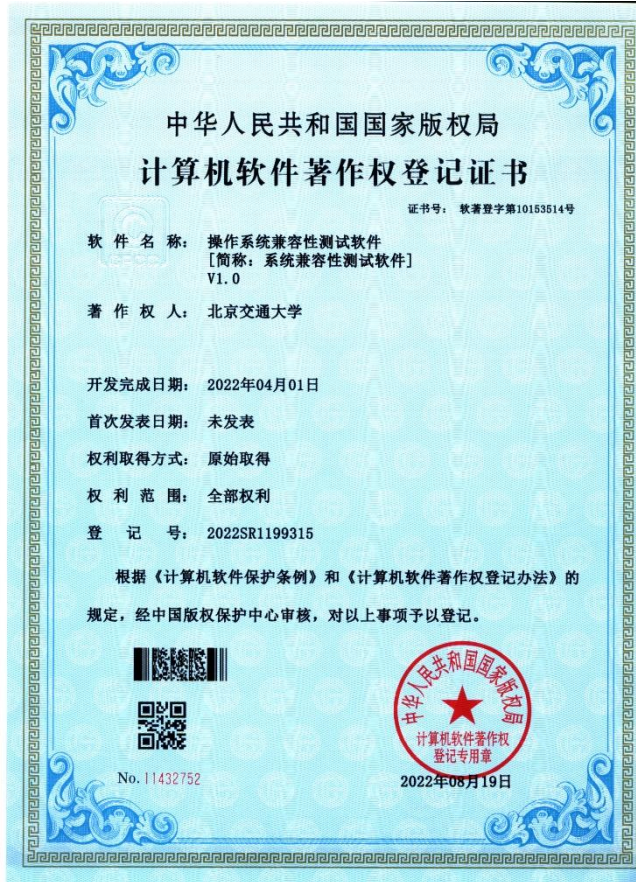 中华人民共和国国家版权局
计算机软件著作权登记证书
证书号： 软著登字第10153514号
软件名称： 操作系统兼容性测试软件
[简称：系统兼容性测试软件]
V1.0
著作权人： 北京交通大学
开发完成日期： 2022年04月01日
首次发表日期： 未发表
权利取得方式： 原始取得
权利范围： 全部权利
登记号： 2022SR1199315
根据《计算机软件保护条例》和《计算机软件著作权登记办法》的
规定，经中国版权保护中心审核，对以上事项予以登记。
中华人民共和国国家版权局
计算机软件著作权
登记专用章
No. 11432752
2022年08月19日